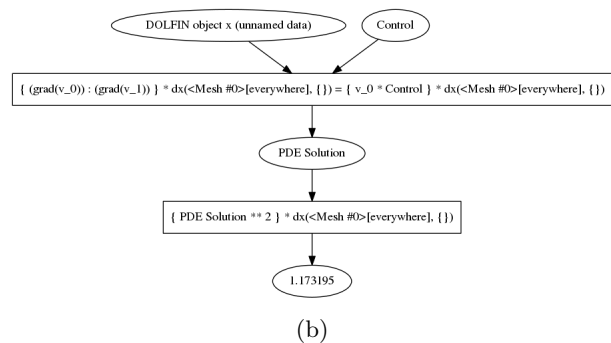 DOLFIN object x (unnamed data)
Control
{ (grad(v_0)) : (grad(v_1)) } * dx(<Mesh #0>[everywhere], {}) = { v_0 * Control } * dx(<Mesh #0>[everywhere], {})
PDE Solution
{ PDE Solution ** 2 } * dx(<Mesh #0>[everywhere], {})
1.173195
(b)